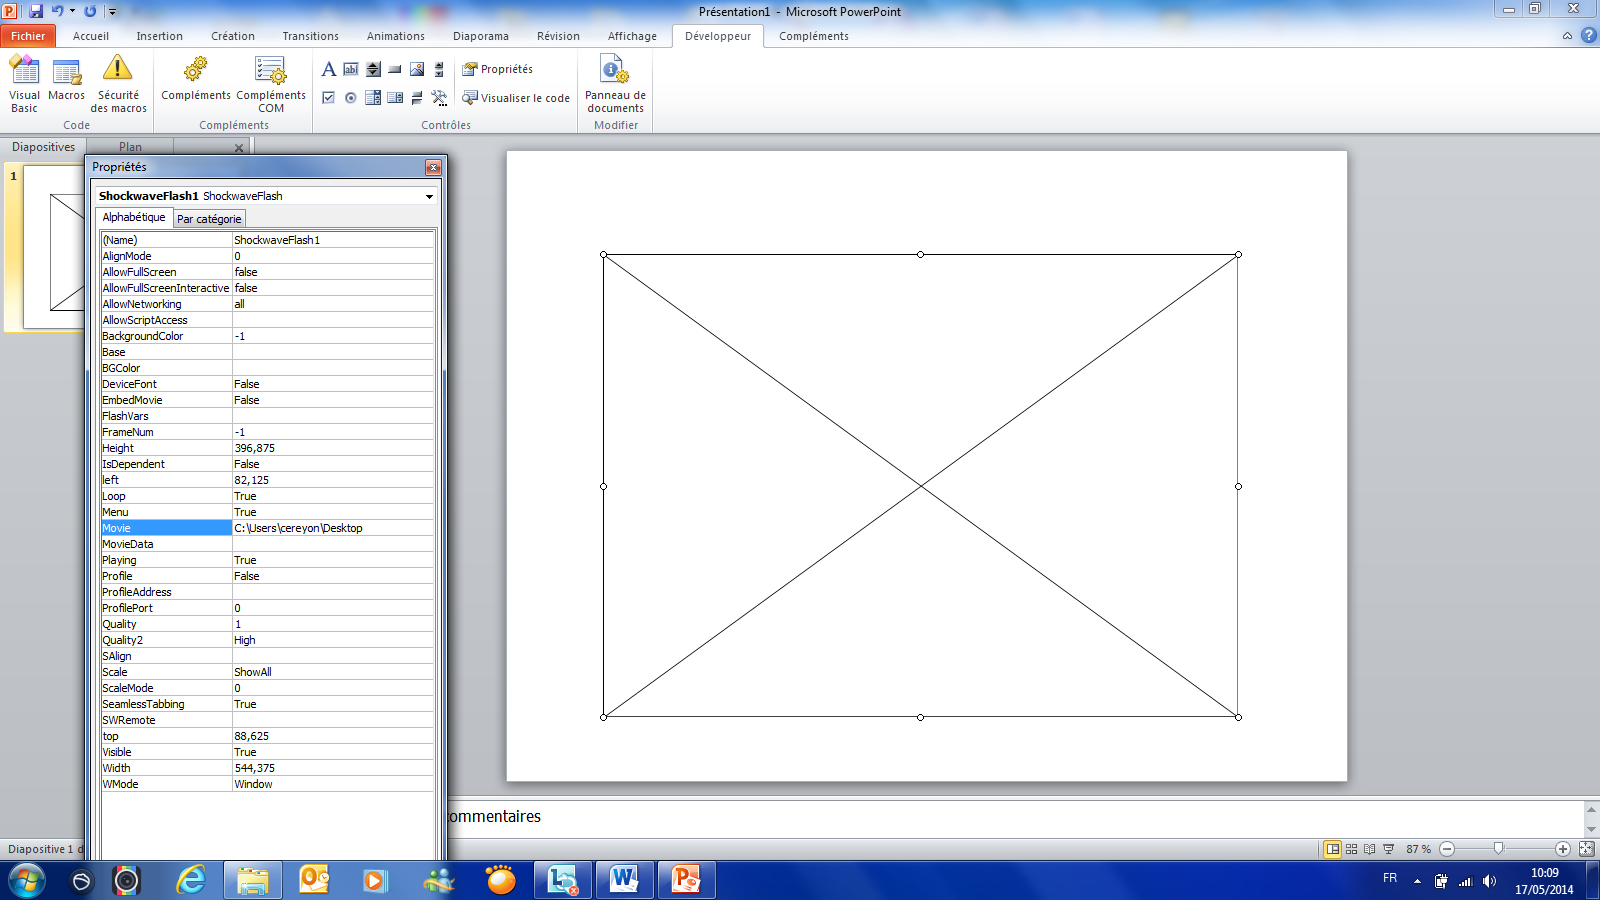 Présentation1 - Microsoft PowerPoint
Fichier Accueil Insertion Création Transitions Animations Diaporama Révision Affichage Développeur Compléments
Visual Basic
Macros
Sécurité des macros
Compléments
Compléments COM
Propriétés
Visualiser le code
Panneau de documents
Code Compléments Contrôles Modifier
Diapositives Plan
1
Propriétés
ShockwaveFlash1 ShockwaveFlash
Alphabétique Par catégorie
(Name) ShockwaveFlash1
AlignMode 0
AllowFullScreen false
AllowFullScreenInteractive false
AllowNetworking all
AllowScriptAccess
BackgroundColor -1
Base
BGColor
DeviceFont False
EmbedMovie False
FlashVars
FrameNum -1
Height 396,875
IsDependent False
left 82,125
Loop True
Menu True
Movie C:\Users\cereyon\Desktop
MovieData
Playing True
Profile False
ProfileAddress
ProfilePort 0
Quality 1
Quality2 High
SAlign
Scale ShowAll
ScaleMode 0
SeamlessTabbing True
SWRemote
top 88,625
Visible True
Width 544,375
WMode Window
commentaires
Diapositive 1 d
87 %
FR
10:09
17/05/2014